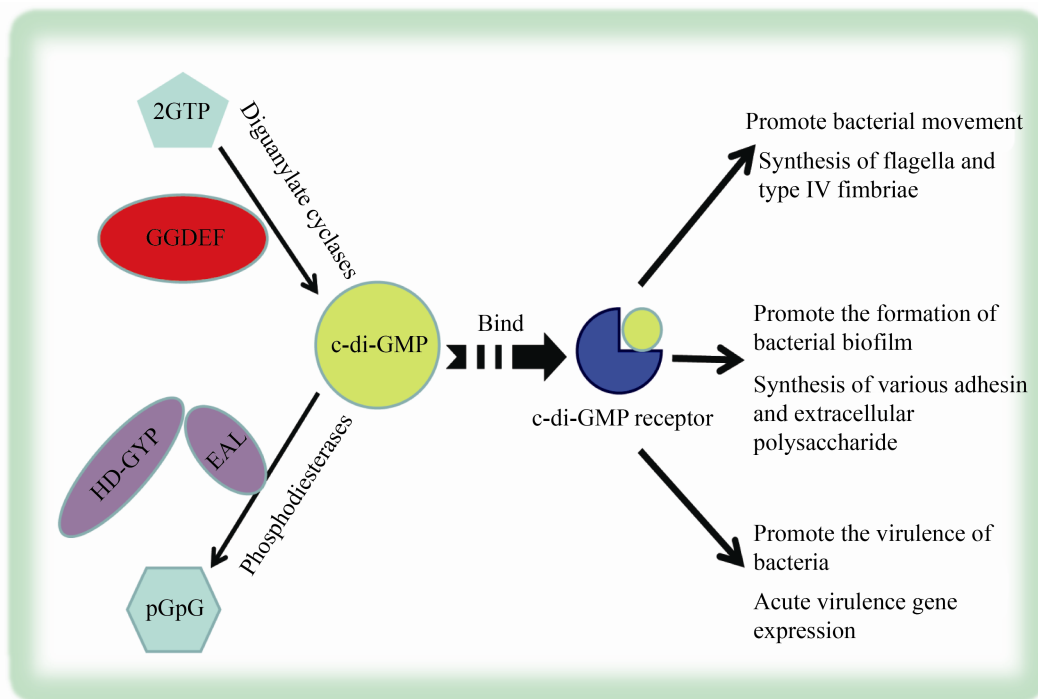 2GTP
Diguanylate cyclases
GGDEF
c-di-GMP
HD-GYP
EAL
Phosphodiesterases
pGpG
Bind
c-di-GMP receptor
Promote bacterial movement
Synthesis of flagella and
type IV fimbriae
Promote the formation of
bacterial biofilm
Synthesis of various adhesin
and extracellular
polysaccharide
Promote the virulence of
bacteria
Acute virulence gene
expression